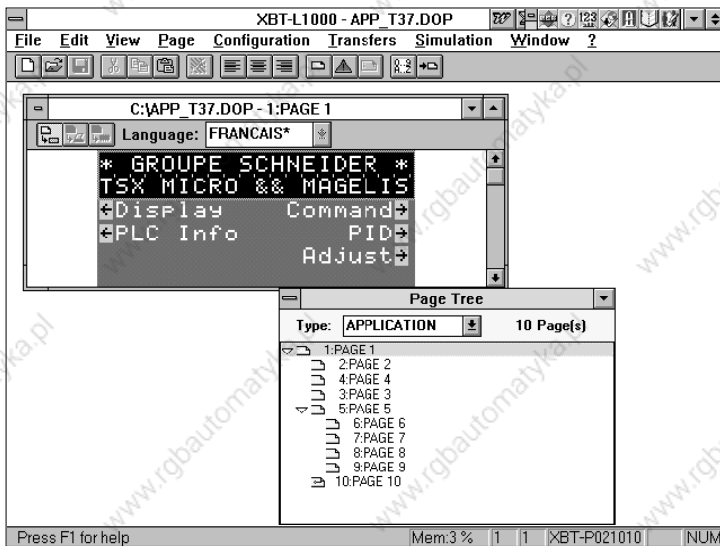 XBT-L1000 - APP_T37.DOP
File Edit View Page Configuration Transfers Simulation Window ?
C:\APP_T37.DOP - 1:PAGE 1
Language: FRANCAIS*
* GROUPE SCHNEIDER *
TSX MICRO && MAGELIS
Display Command
PLC Info PID
Adjust
Page Tree
Type: APPLICATION 10 Page(s)
1:PAGE 1
2:PAGE 2
4:PAGE 4
3:PAGE 3
5:PAGE 5
6:PAGE 6
7:PAGE 7
8:PAGE 8
9:PAGE 9
10:PAGE 10
Press F1 for help Mem:3 % 1 1 XBT-P021010 NUM
www.rgbautomatyka.pl